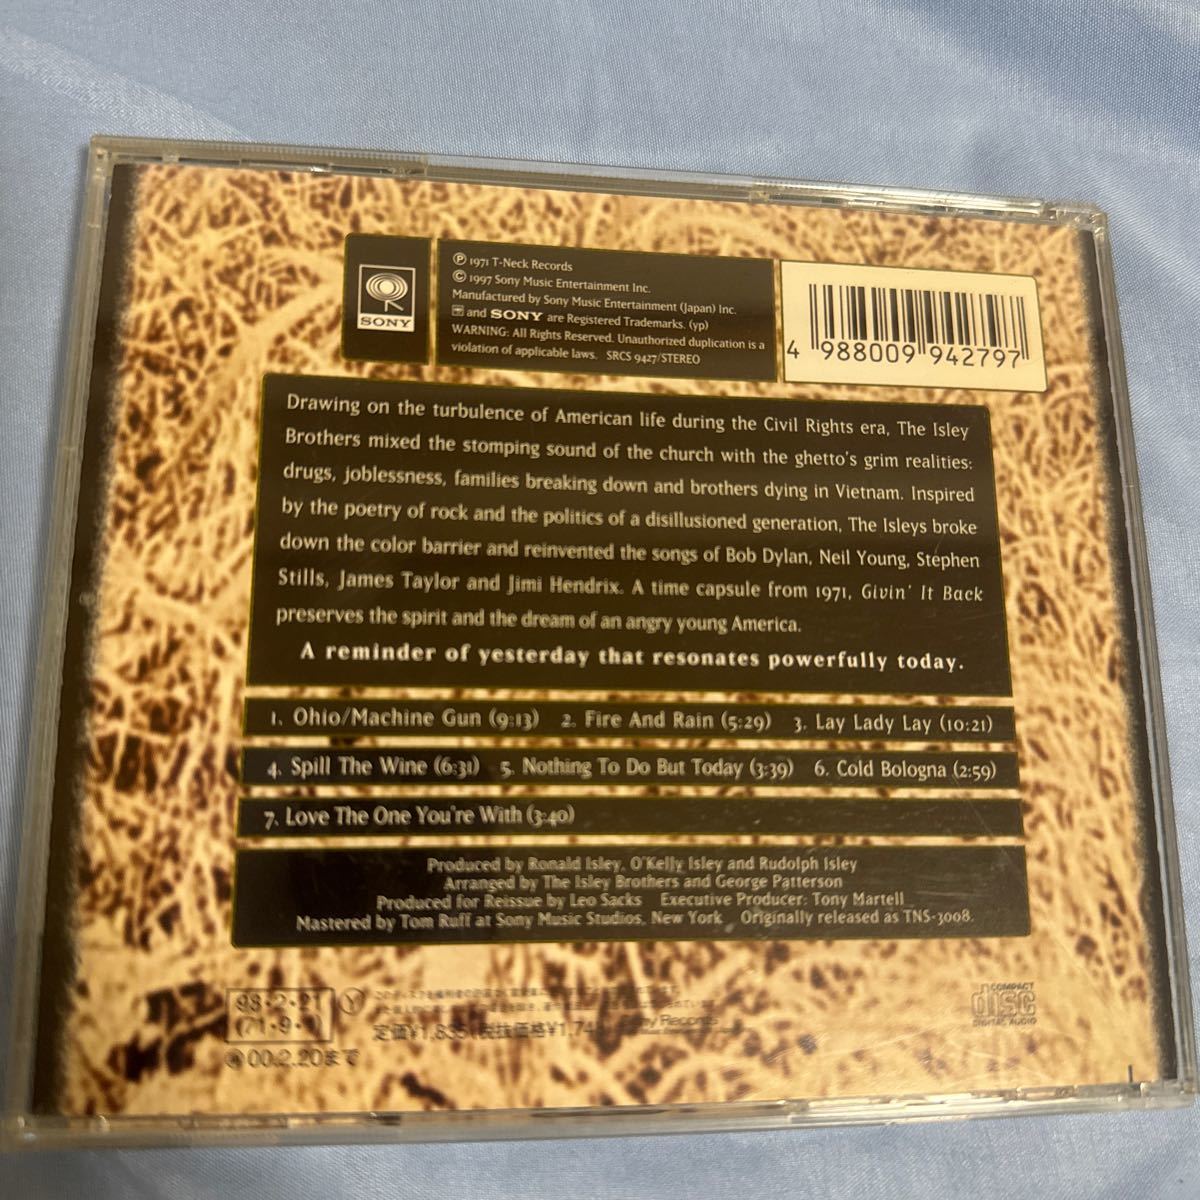 SONY
℗ 1971 T-Neck Records
© 1997 Sony Music Entertainment Inc.
Manufactured by Sony Music Entertainment (Japan) Inc.
and SONY are Registered Trademarks. (yp)
WARNING: All Rights Reserved. Unauthorized duplication is a
violation of applicable laws. SRCS 9427/STEREO
4 988009 942797
Drawing on the turbulence of American life during the Civil Rights era, The Isley
Brothers mixed the stomping sound of the church with the ghetto's grim realities:
drugs, joblessness, families breaking down and brothers dying in Vietnam. Inspired
by the poetry of rock and the politics of a disillusioned generation, The Isleys broke
down the color barrier and reinvented the songs of Bob Dylan, Neil Young, Stephen
Stills, James Taylor and Jimi Hendrix. A time capsule from 1971, Givin' It Back
preserves the spirit and the dream of an angry young America.
A reminder of yesterday that resonates powerfully today.
1. Ohio/Machine Gun (9:13) 2. Fire And Rain (5:29) 3. Lay Lady Lay (10:21)
4. Spill The Wine (6:31) 5. Nothing To Do But Today (3:39) 6. Cold Bologna (2:59)
7. Love The One You're With (3:40)
Produced by Ronald Isley, O'Kelly Isley and Rudolph Isley
Arranged by The Isley Brothers and George Patterson
Produced for Reissue by Leo Sacks Executive Producer: Tony Martell
Mastered by Tom Ruff at Sony Music Studios, New York Originally released as TNS-3008.
98・2・21 Y
(71・9・)
定価¥1,835(税抜価格¥1,74 Records
00.2.20まで
COMPACT
disc
DIGITAL AUDIO